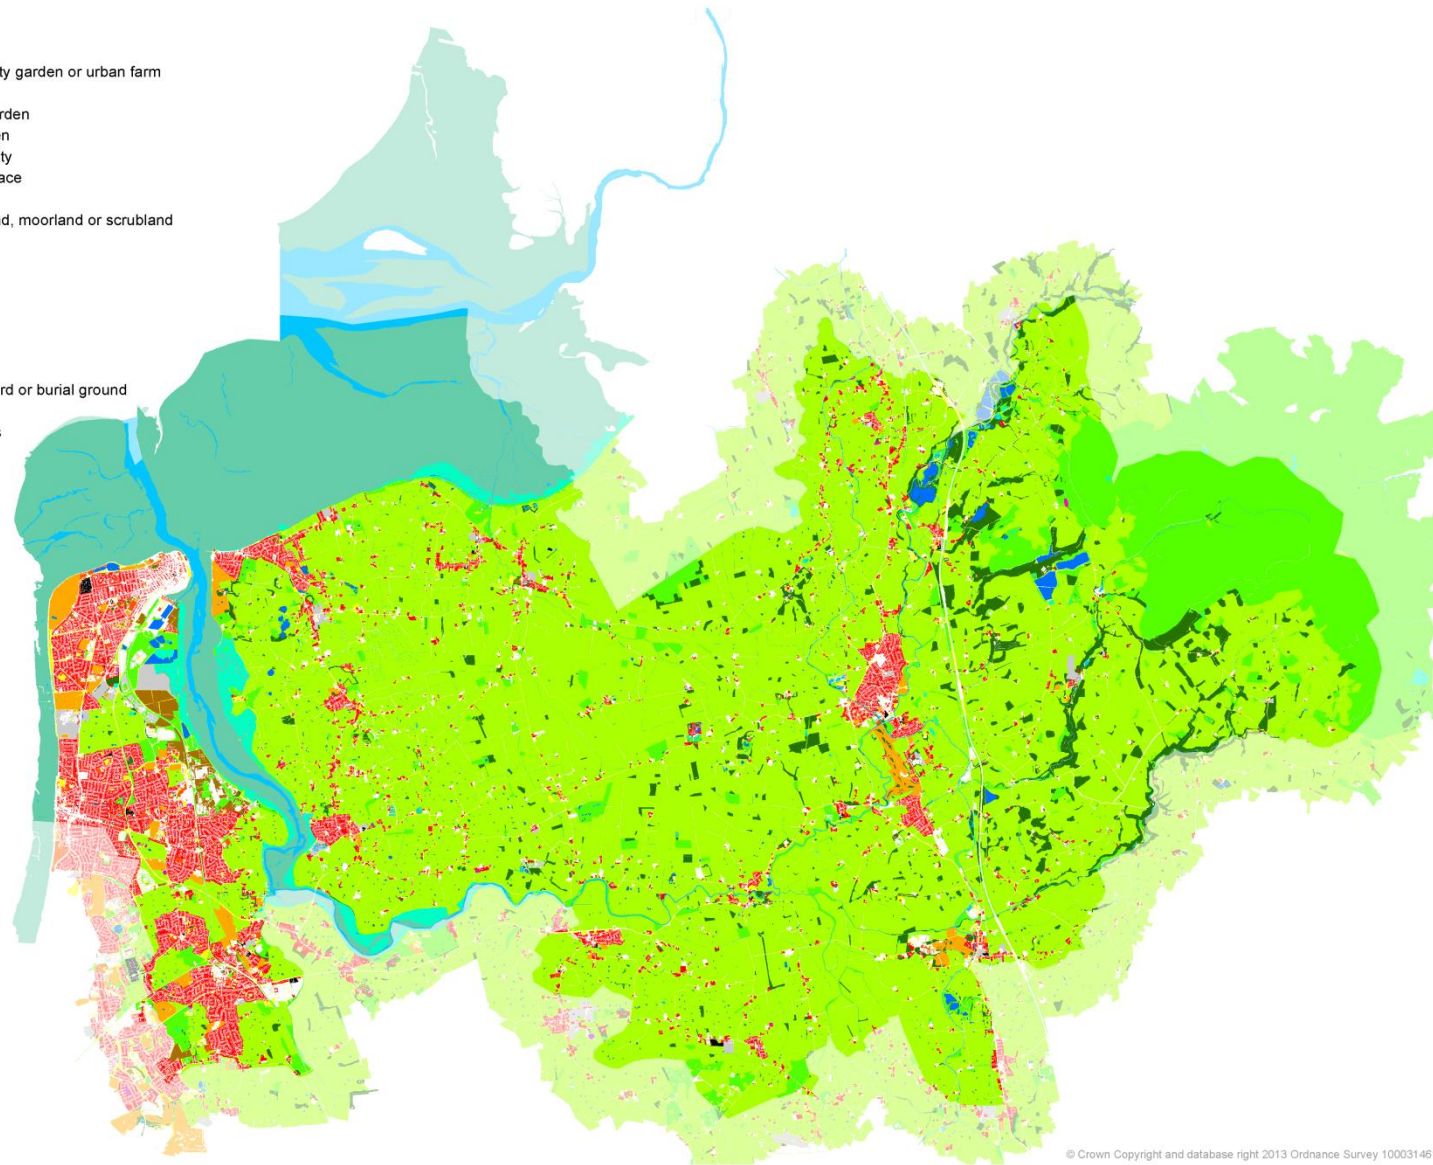 ty garden or urban farm
rden
en
ty
ace
d, moorland or scrubland
rd or burial ground
s
© Crown Copyright and database right 2013 Ordnance Survey 10003146